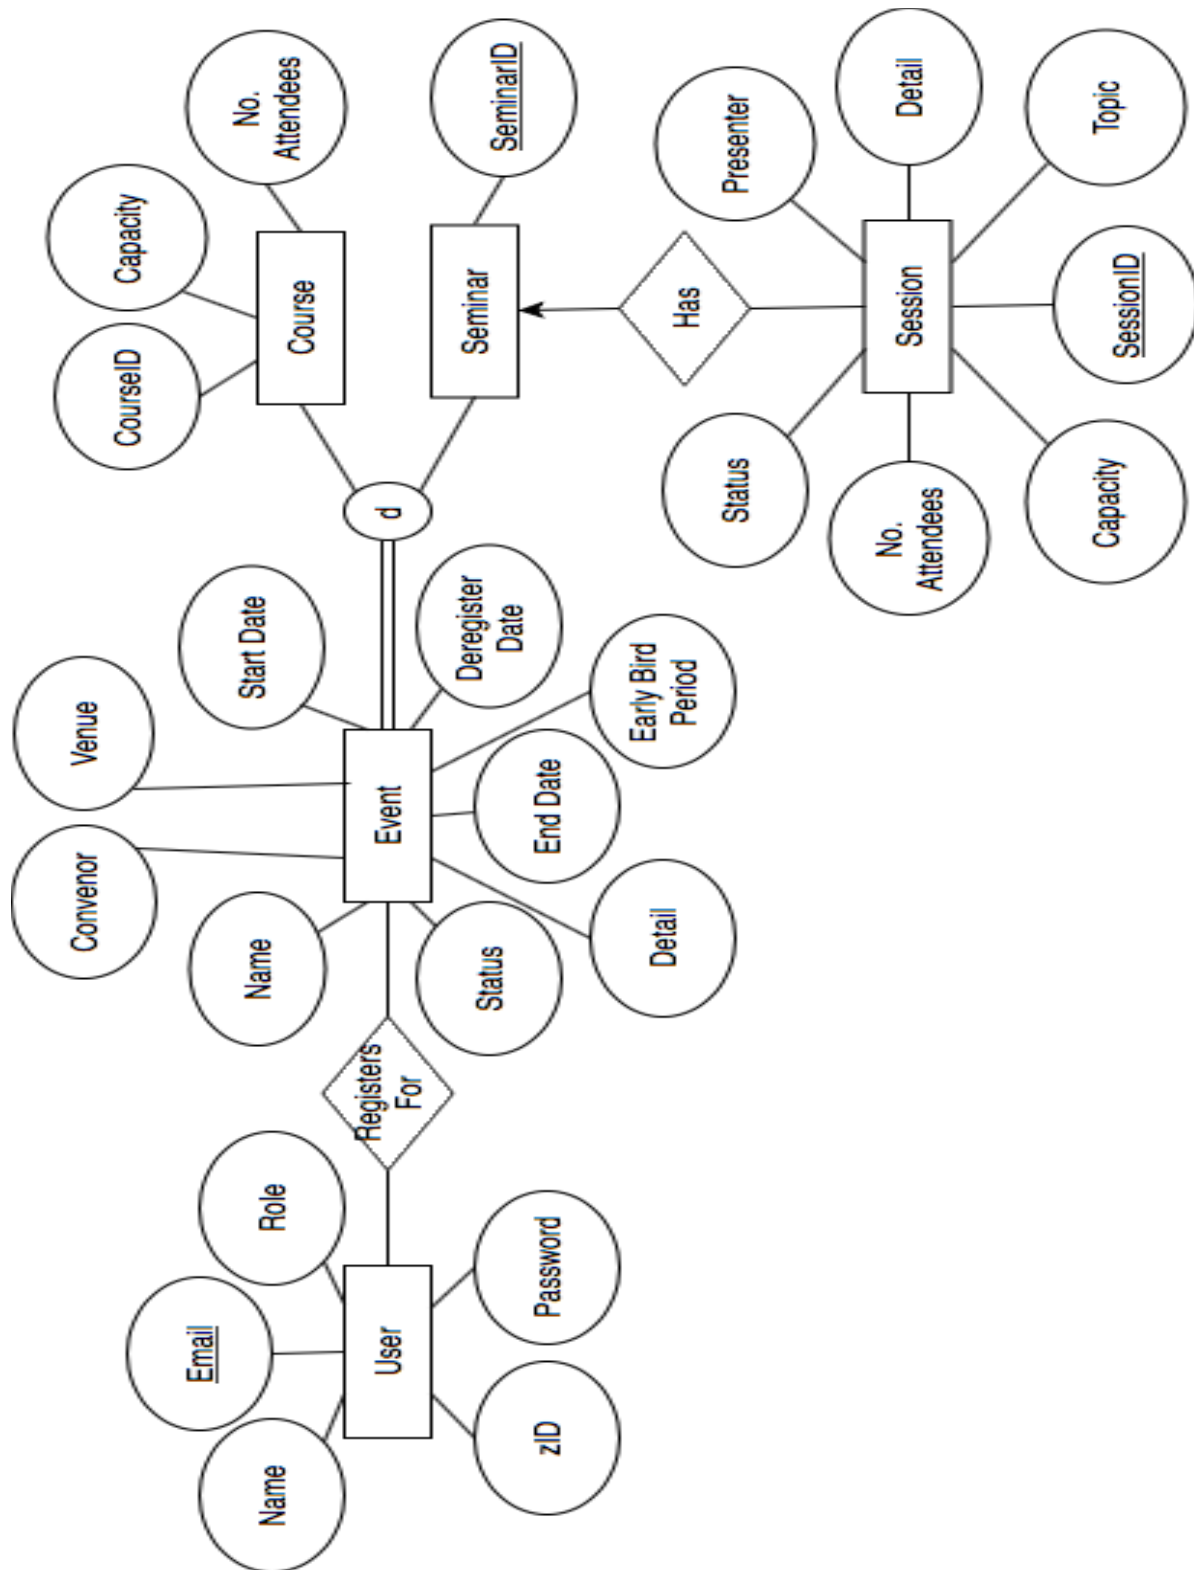 Name
Email
Role
User
zID
Password
Registers
For
Convenor
Venue
Name
Start Date
Event
Status
Deregister
Date
End Date
Detail
Early Bird
Period
d
CourseID
Capacity
No.
Attendees
Course
Seminar
SeminarID
Has
Status
Presenter
No.
Attendees
Session
Detail
Capacity
SessionID
Topic